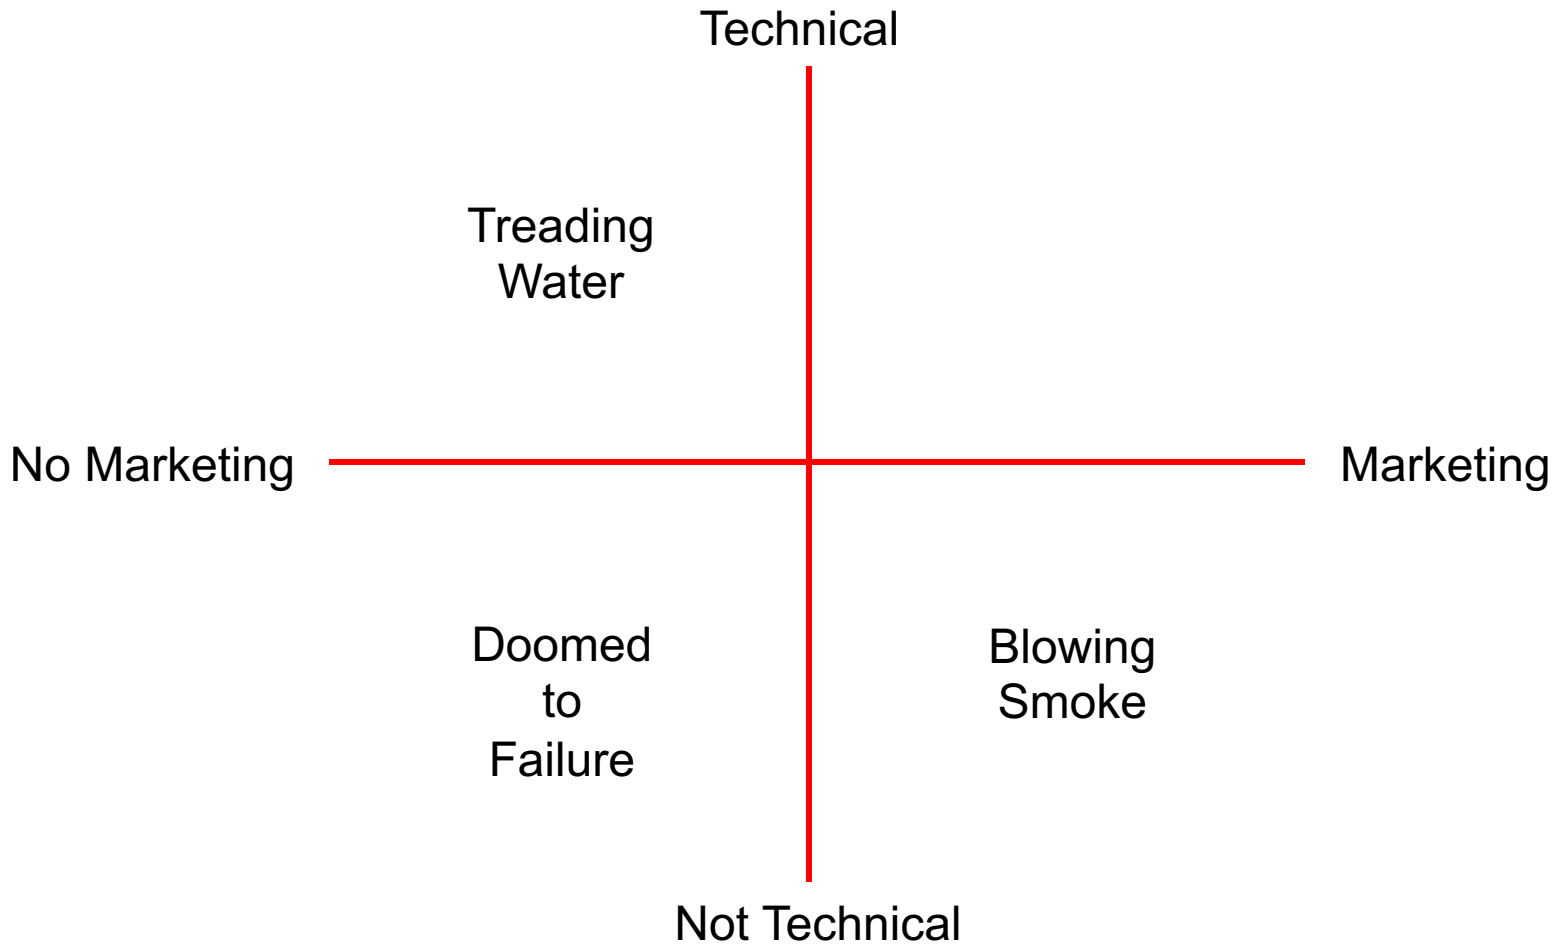 Technical
Treading
Water
No Marketing
Marketing
Doomed
to
Failure
Blowing
Smoke
Not Technical